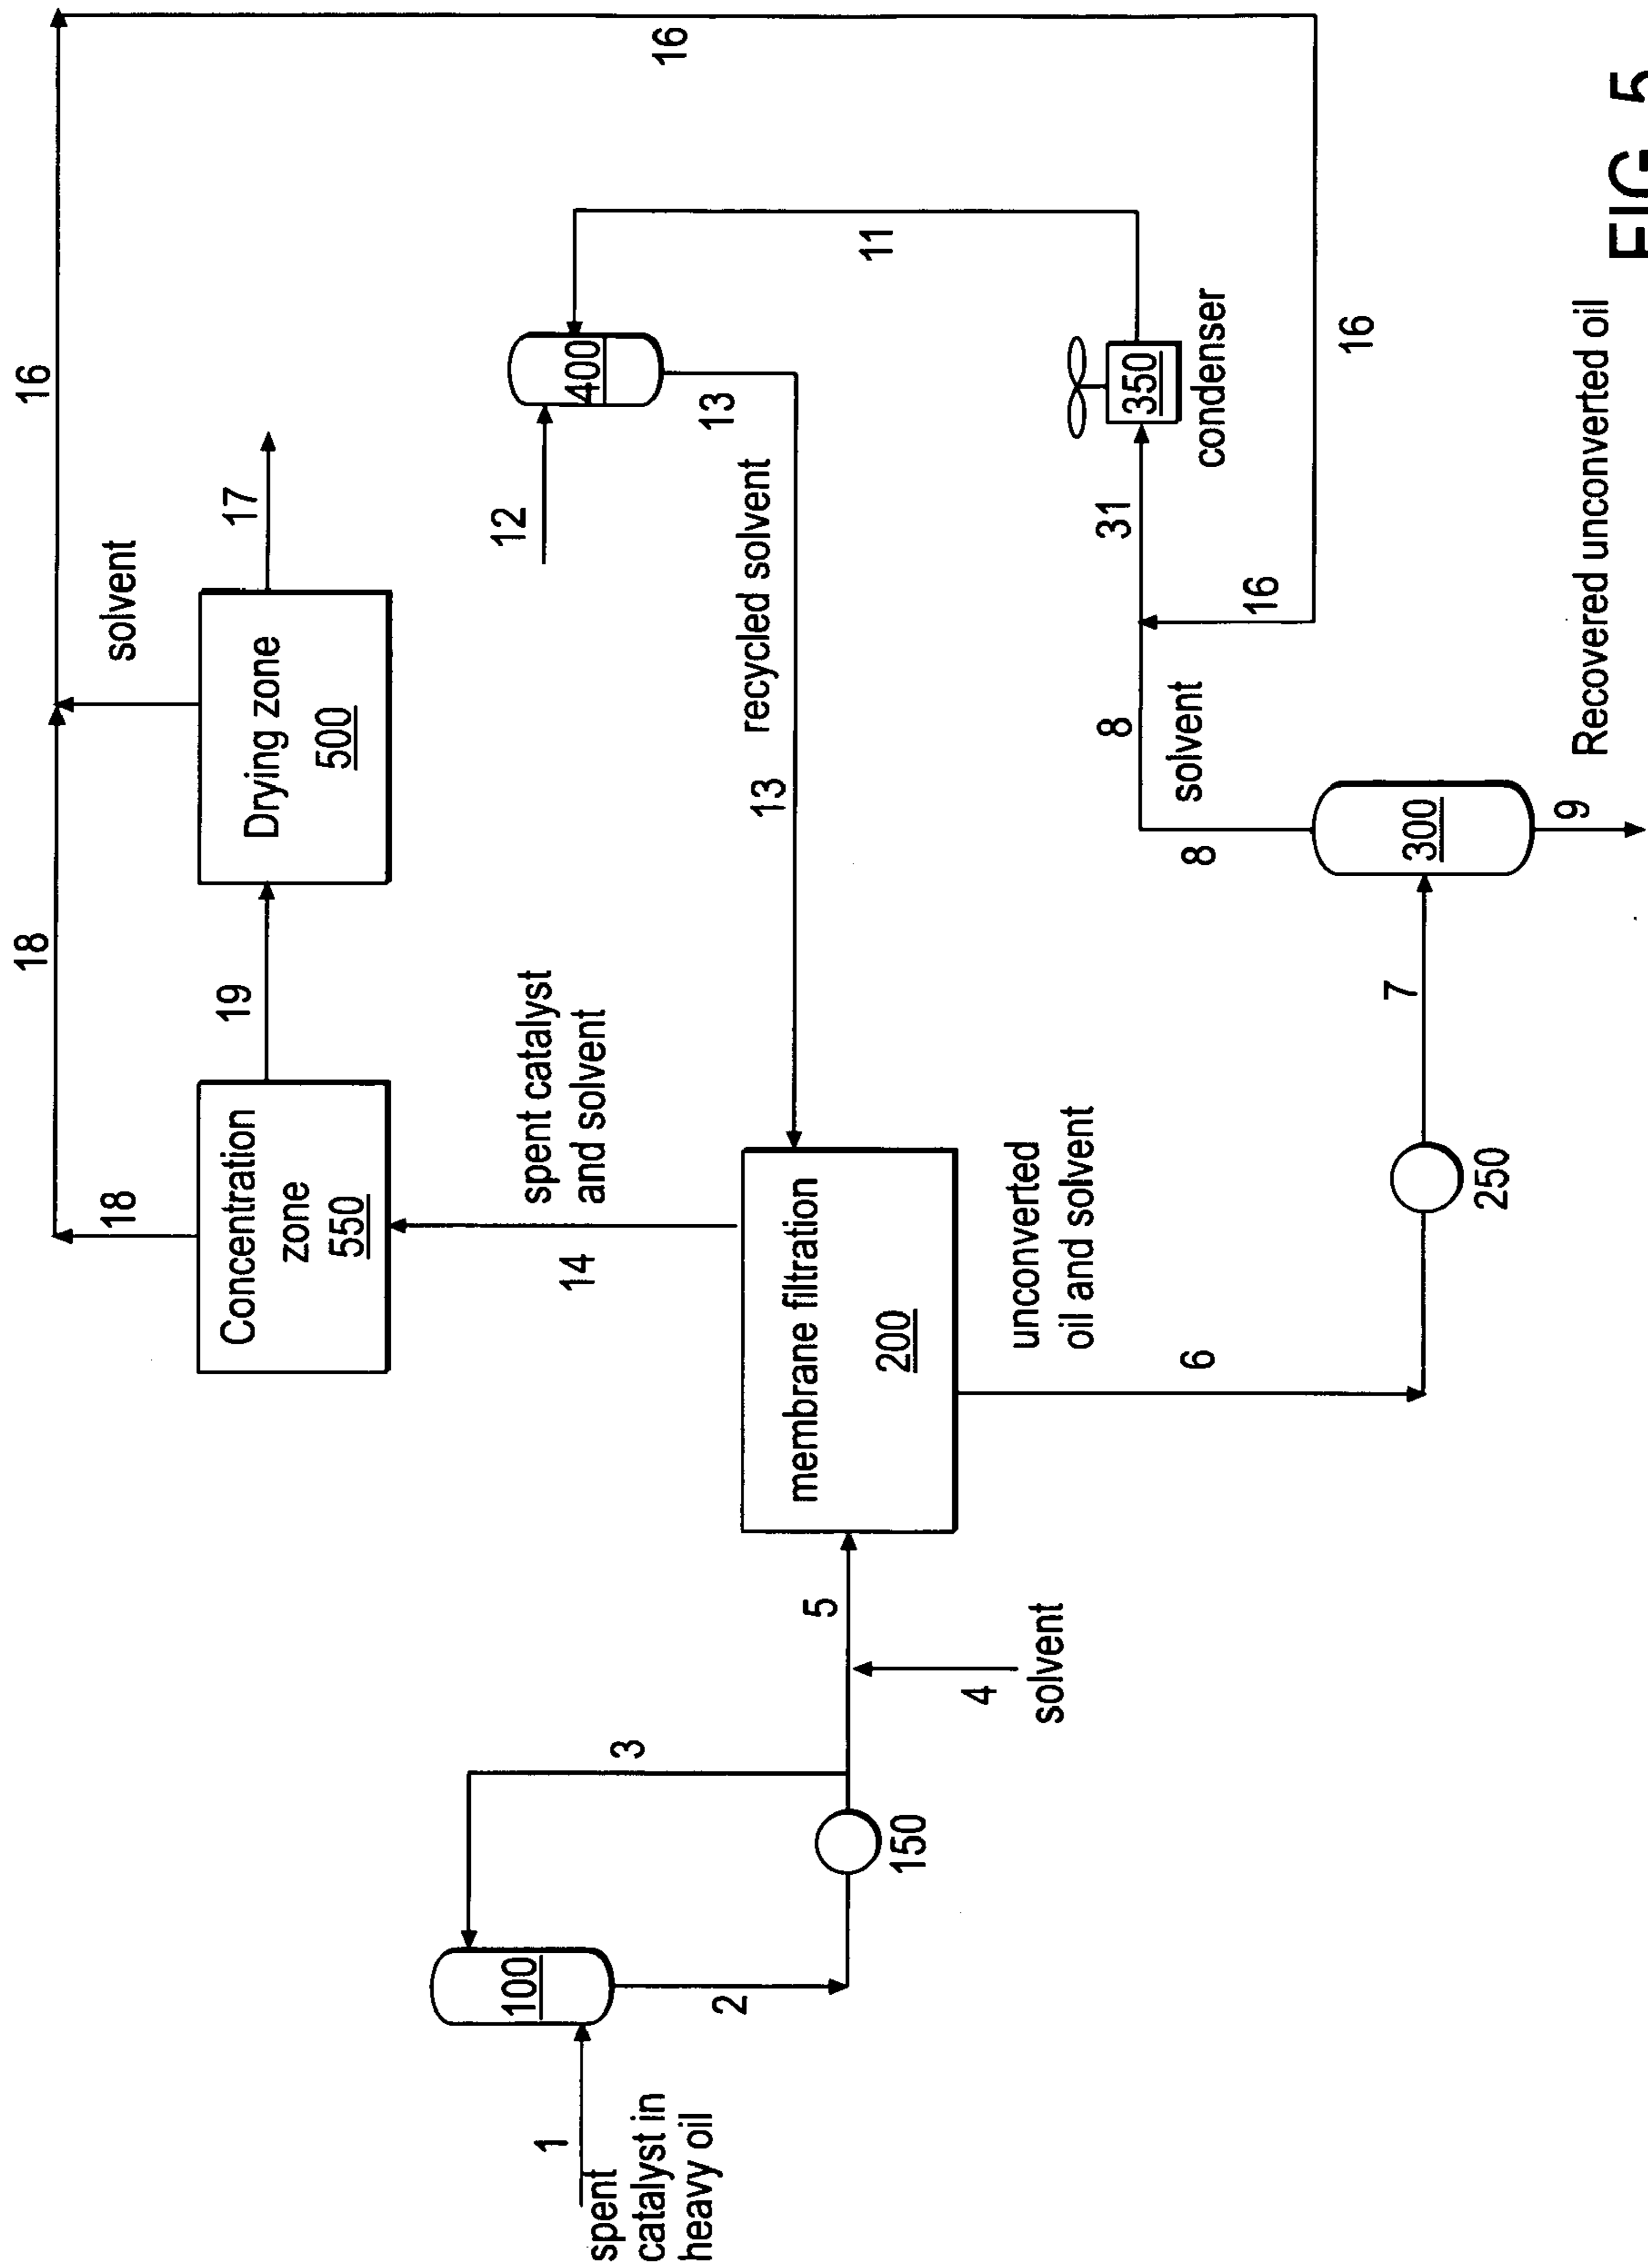 16
16
18
18
solvent
17
Concentration
zone
550
19
Drying zone
500
16
spent catalyst
and solvent
14
12
400
11
13
recycled solvent
13
1
spent
catalyst in
heavy oil
100
3
2
150
5
4
solvent
membrane filtration
200
unconverted
oil and solvent
6
8
solvent
31
350
condenser
16
16
8
7
250
300
9
Recovered unconverted oil
FIG. 5